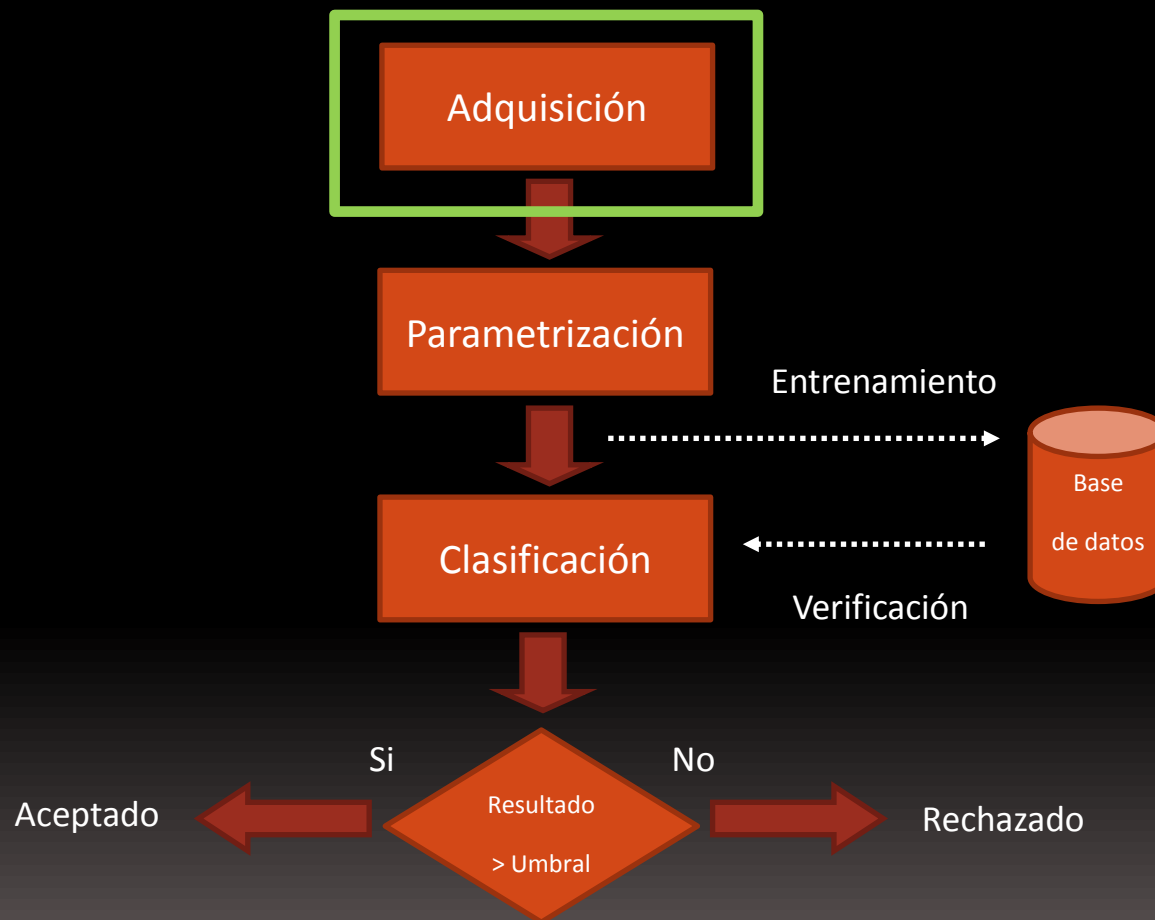 Adquisición
Parametrización
Entrenamiento
Base
de datos
Clasificación
Verificación
Si
No
Aceptado
Resultado
> Umbral
Rechazado